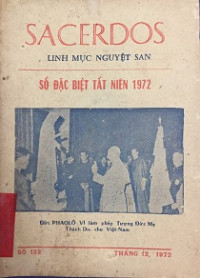 SACERDOS
LINH MỤC NGUYỆT SAN
SỐ ĐẶC BIỆT TẤT NIÊN 1972
Đức PHAOLÔ VI làm phép Tượng Đức Mẹ
Thánh Du cho Việt-Nam
SỐ
THÁNG 12, 1972